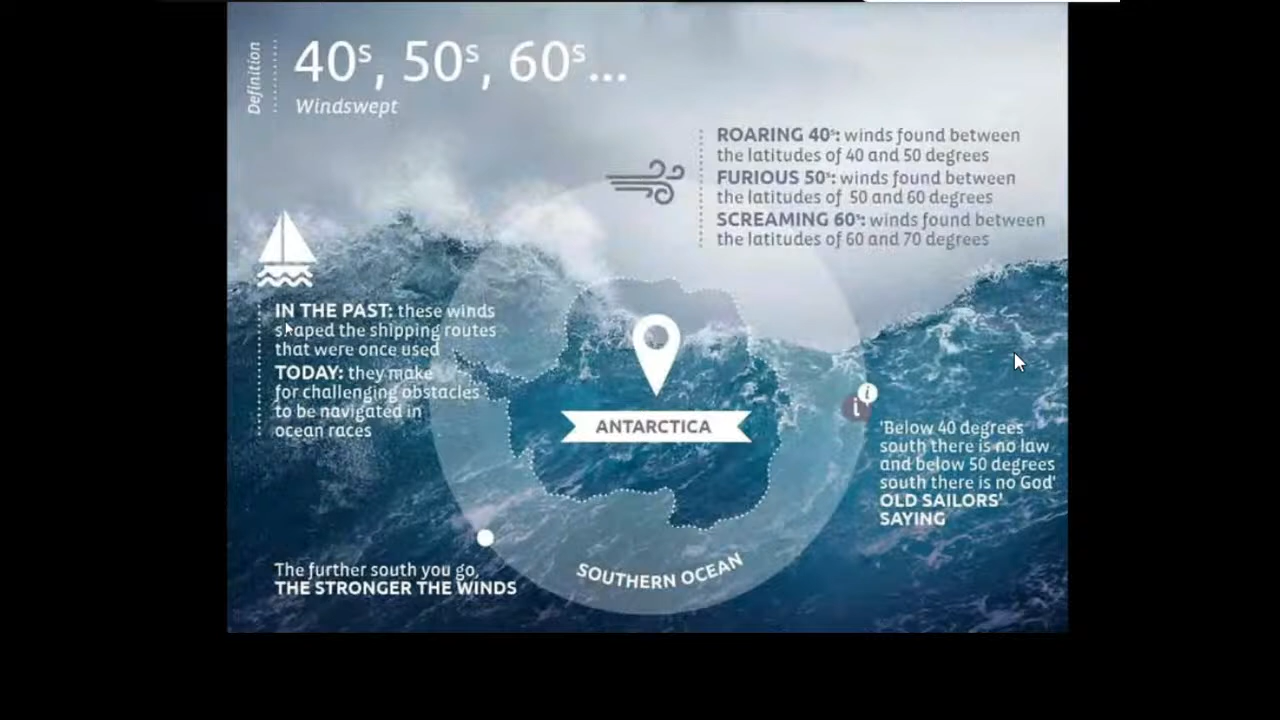 Definition
40s, 50s, 60s...
Windswept
ROARING 40s: winds found between
the latitudes of 40 and 50 degrees
FURIOUS 50s: winds found between
the latitudes of 50 and 60 degrees
SCREAMING 60s: winds found between
the latitudes of 60 and 70 degrees
IN THE PAST: these winds
shaped the shipping routes
that were once used
TODAY: they make
for challenging obstacles
to be navigated in
ocean races
ANTARCTICA
i
i
'Below 40 degrees
south there is no law
and below 50 degrees
south there is no God'
OLD SAILORS'
SAYING
The further south you go,
THE STRONGER THE WINDS
SOUTHERN OCEAN